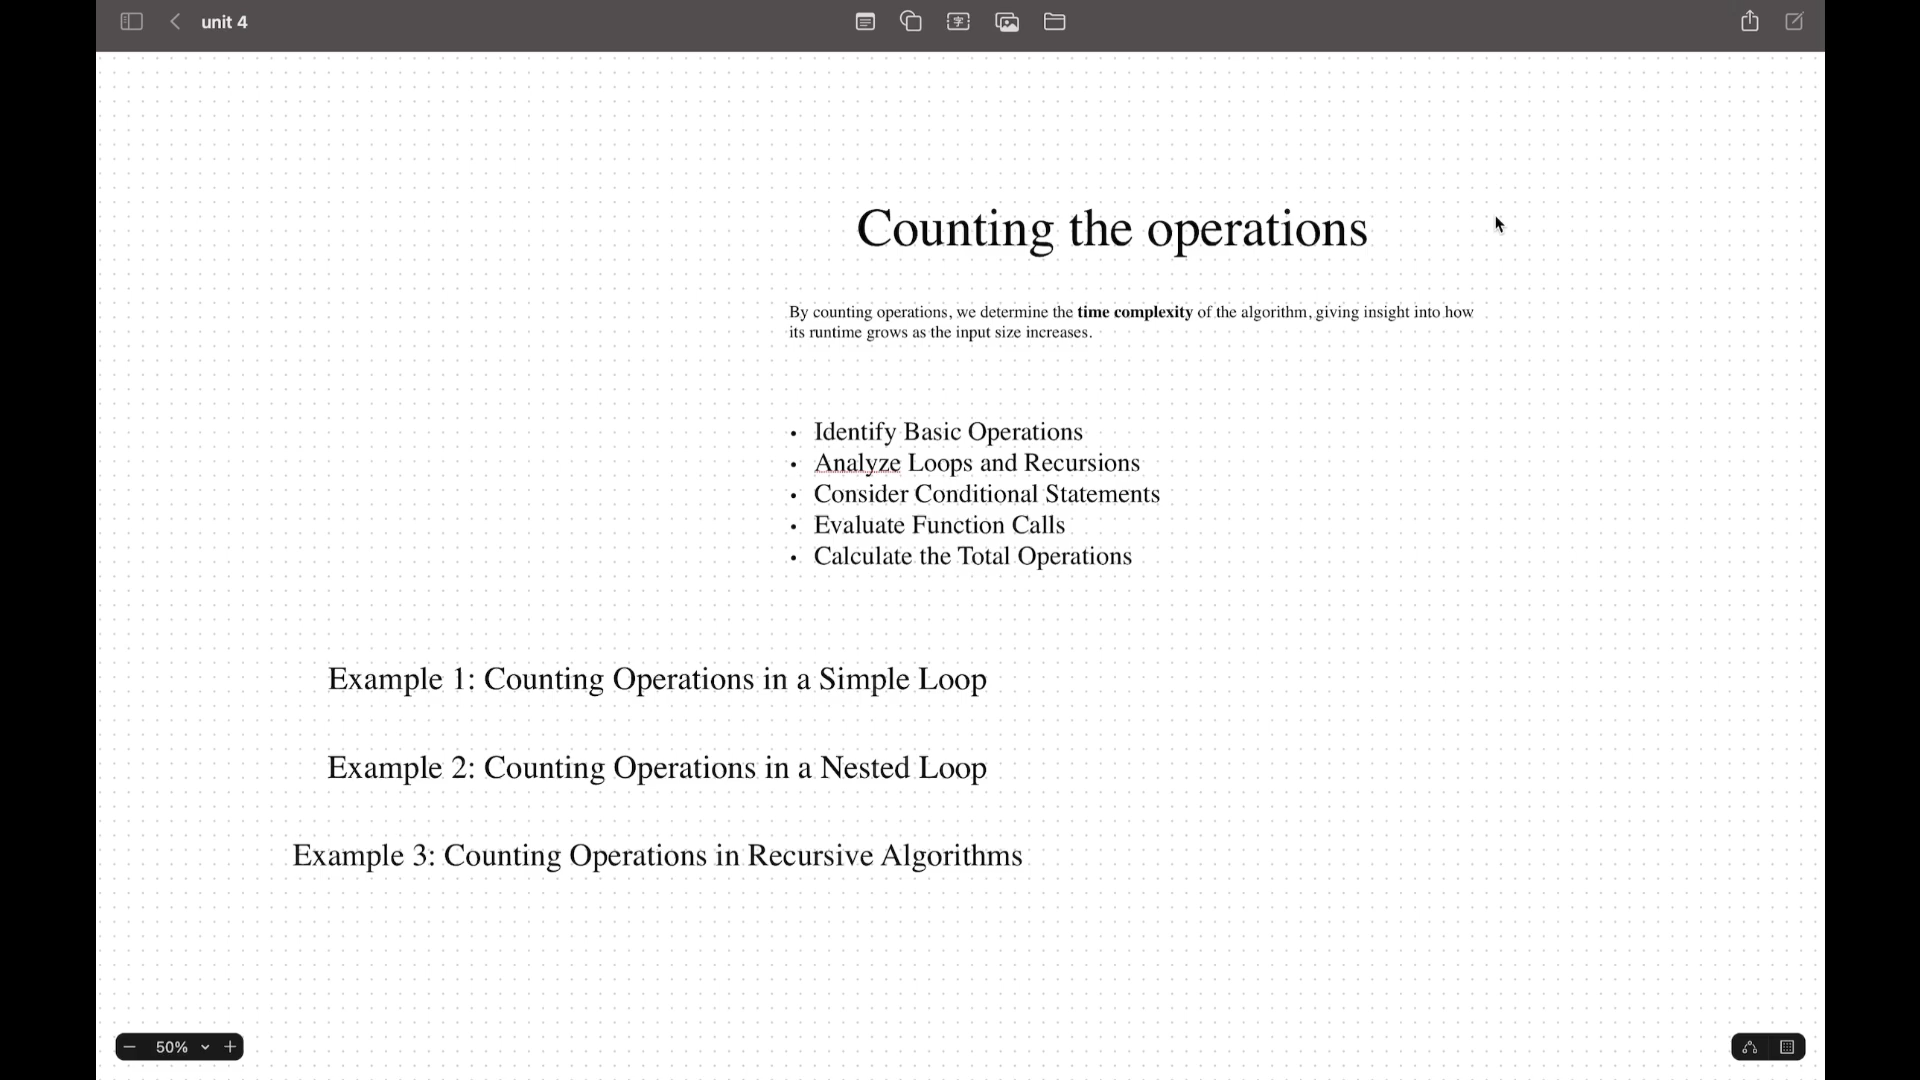 unit 4
Counting the operations
By counting operations, we determine the time complexity of the algorithm, giving insight into how
its runtime grows as the input size increases.
• Identify Basic Operations
• Analyze Loops and Recursions
• Consider Conditional Statements
• Evaluate Function Calls
• Calculate the Total Operations
Example 1: Counting Operations in a Simple Loop
Example 2: Counting Operations in a Nested Loop
Example 3: Counting Operations in Recursive Algorithms
50%